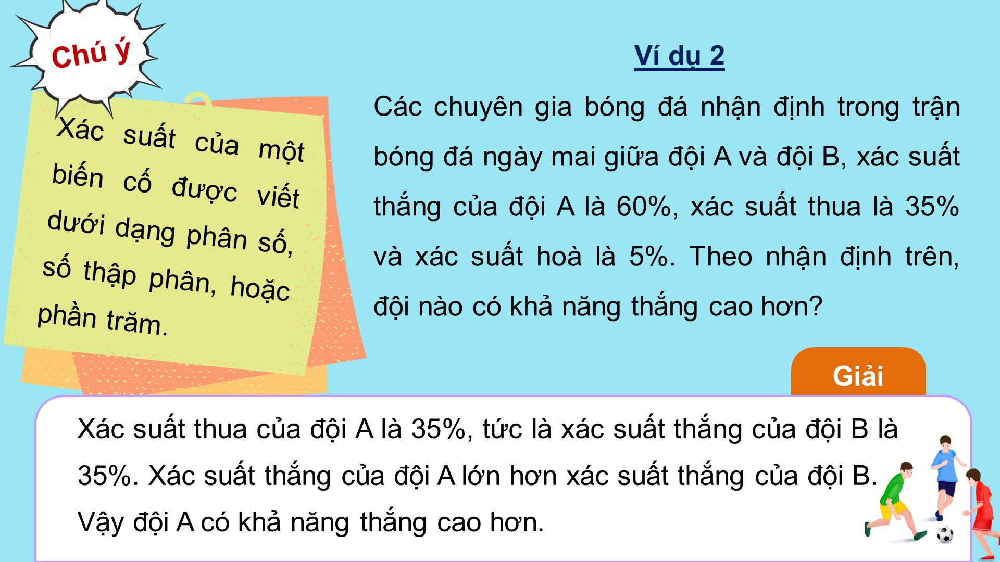 Chú ý
Xác suất của một
biến cố được viết
dưới dạng phân số,
số thập phân, hoặc
phần trăm.
Ví dụ 2
Các chuyên gia bóng đá nhận định trong trận
bóng đá ngày mai giữa đội A và đội B, xác suất
thắng của đội A là 60%, xác suất thua là 35%
và xác suất hoà là 5%. Theo nhận định trên,
đội nào có khả năng thắng cao hơn?
Giải
Xác suất thua của đội A là 35%, tức là xác suất thắng của đội B là
35%. Xác suất thắng của đội A lớn hơn xác suất thắng của đội B.
Vậy đội A có khả năng thắng cao hơn.